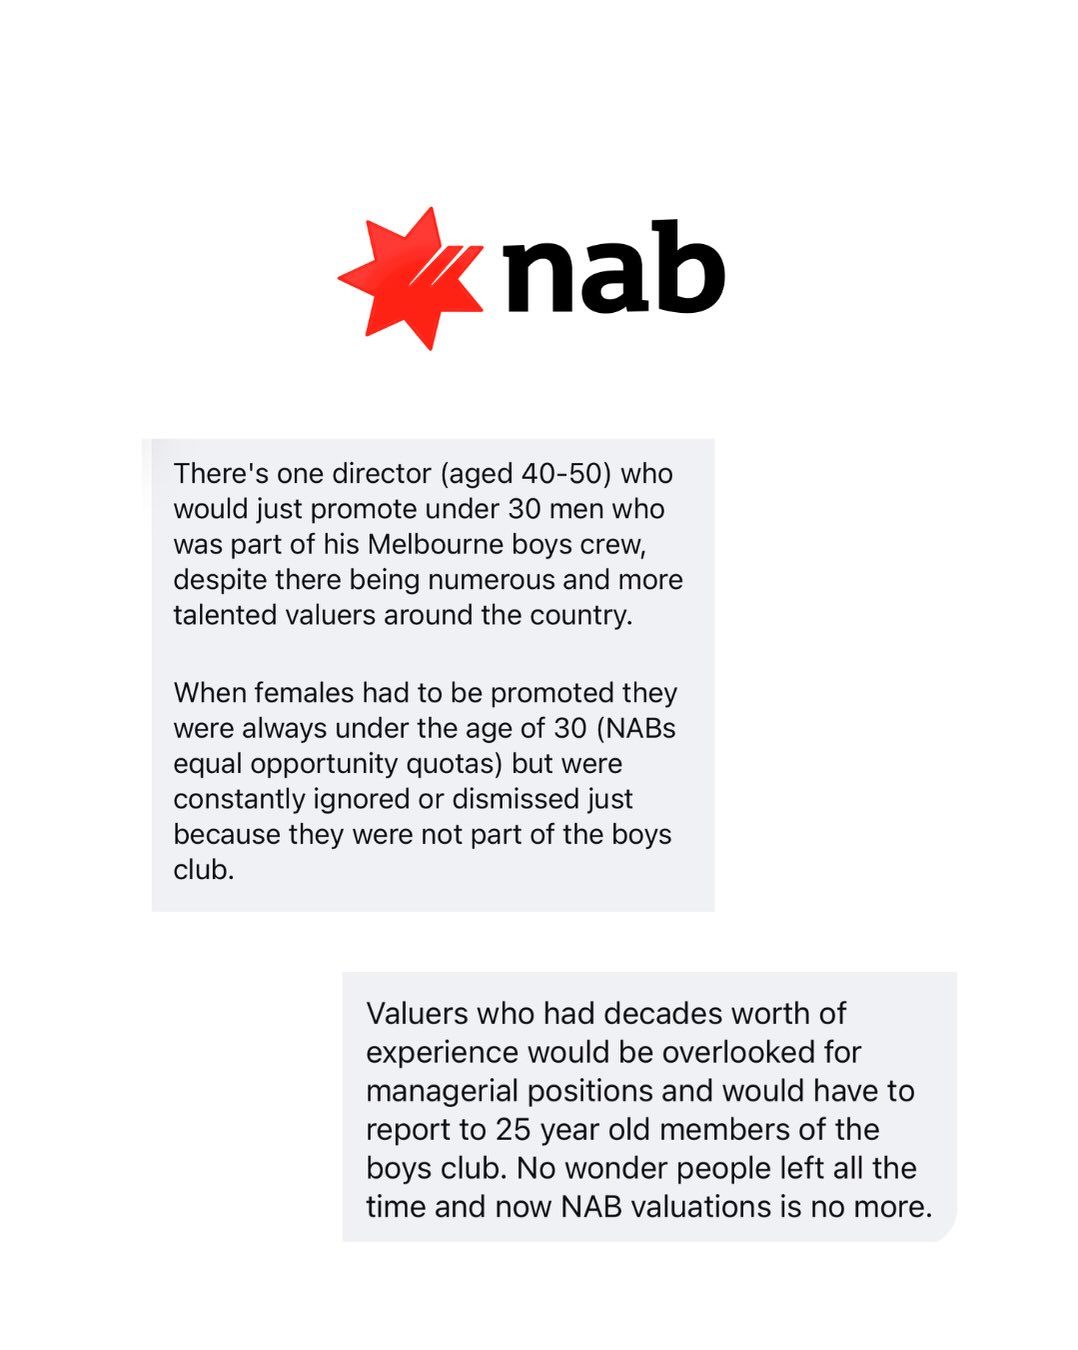 nab
There's one director (aged 40-50) who
would just promote under 30 men who
was part of his Melbourne boys crew,
despite there being numerous and more
talented valuers around the country.
When females had to be promoted they
were always under the age of 30 (NABs
equal opportunity quotas) but were
constantly ignored or dismissed just
because they were not part of the boys
club.
Valuers who had decades worth of
experience would be overlooked for
managerial positions and would have to
report to 25 year old members of the
boys club. No wonder people left all the
time and now NAB valuations is no more.